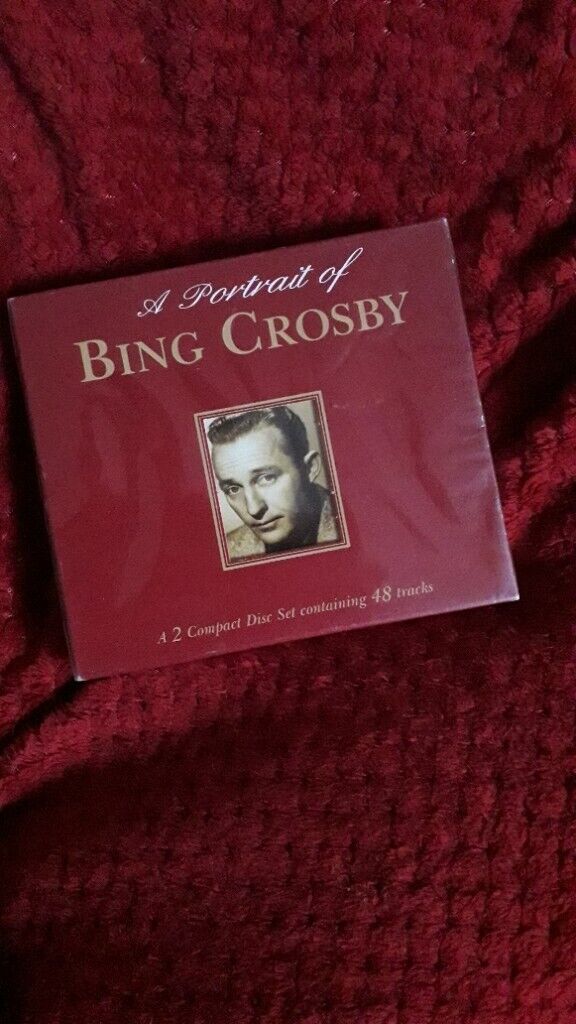 A Portrait of
BING CROSBY
A 2 Compact Disc Set containing 48 tracks